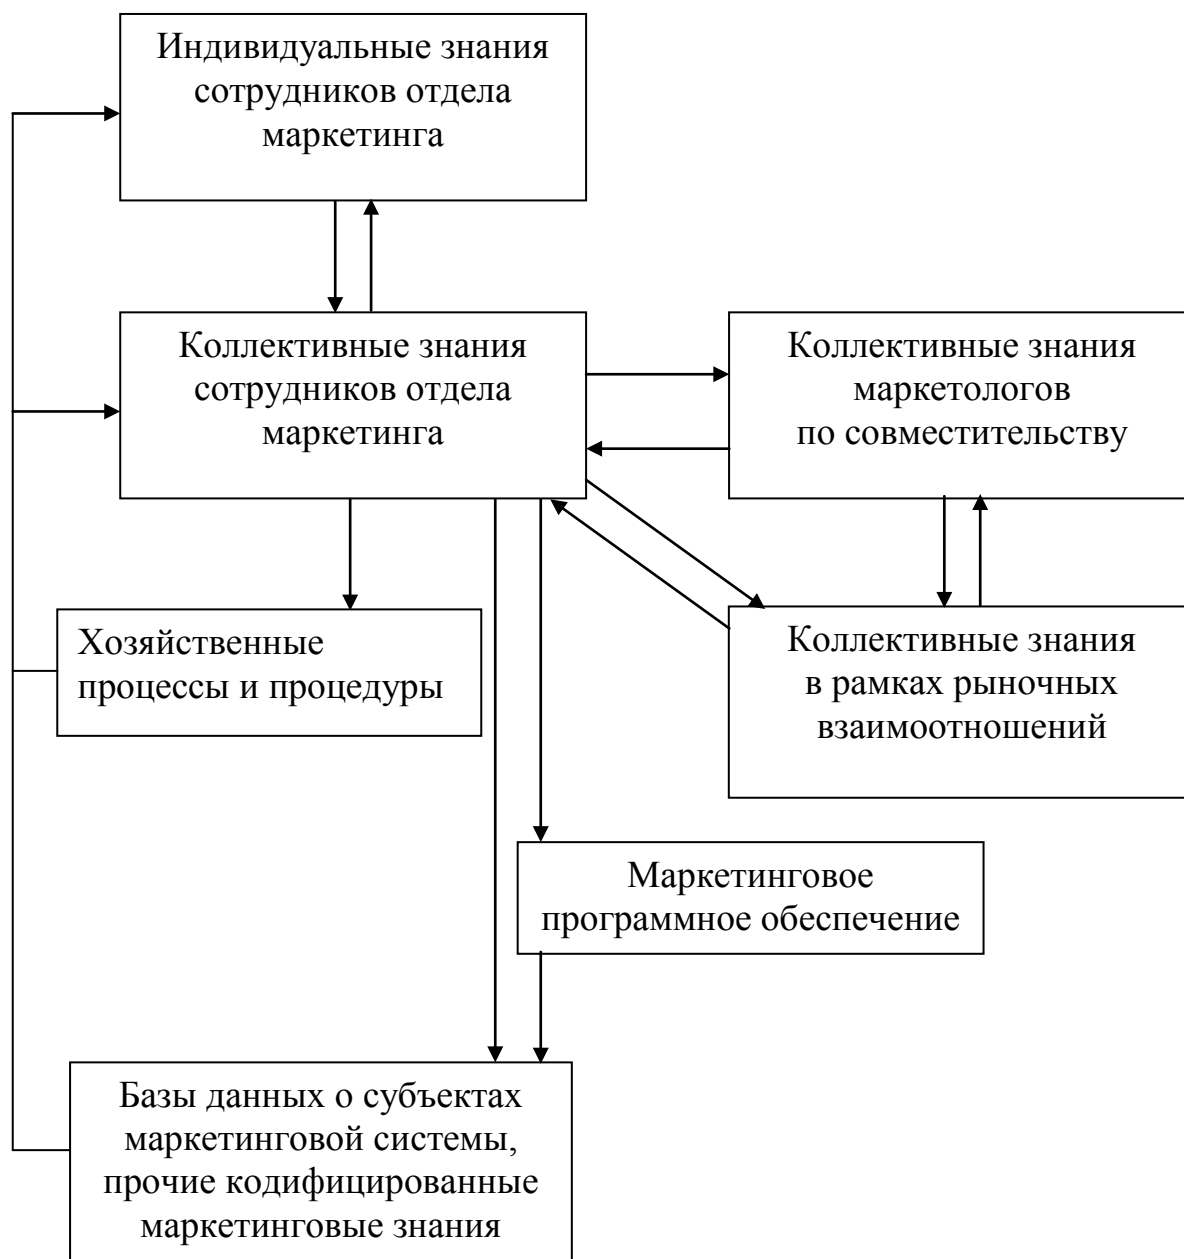 Индивидуальные знания
сотрудников отдела
маркетинга
Коллективные знания
сотрудников отдела
маркетинга
Коллективные знания
маркетологов
по совместительству
Хозяйственные
процессы и процедуры
Коллективные знания
в рамках рыночных
взаимоотношений
Маркетинговое
программное обеспечение
Базы данных о субъектах
маркетинговой системы,
прочие кодифицированные
маркетинговые знания